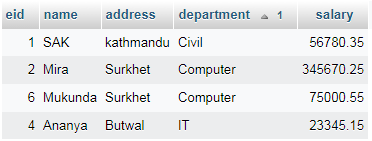 eid name address department 1 salary
1 SAK kathmandu Civil 56780.35
2 Mira Surkhet Computer 345670.25
6 Mukunda Surkhet Computer 75000.55
4 Ananya Butwal IT 23345.15